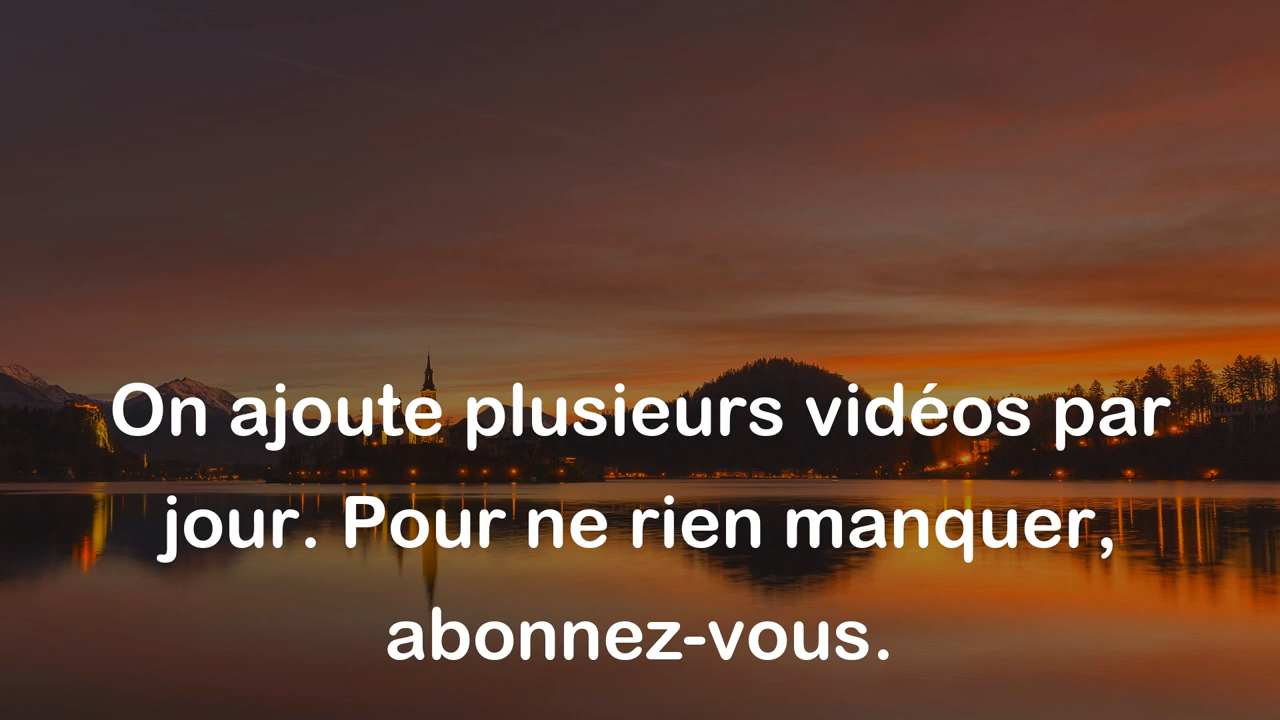 On ajoute plusieurs vidéos par
jour. Pour ne rien manquer,
abonnez-vous.